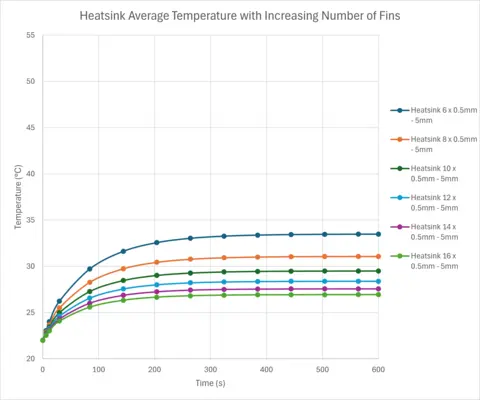 Heatsink Average Temperature with Increasing Number of Fins
Temperature (°C)
55
50
45
40
35
30
25
20
0
100
200
300
400
500
600
Time (s)
Heatsink 6 x 0.5mm
- 5mm
Heatsink 8 x 0.5mm
- 5mm
Heatsink 10 x
0.5mm - 5mm
Heatsink 12 x
0.5mm - 5mm
Heatsink 14 x
0.5mm - 5mm
Heatsink 16 x
0.5mm - 5mm